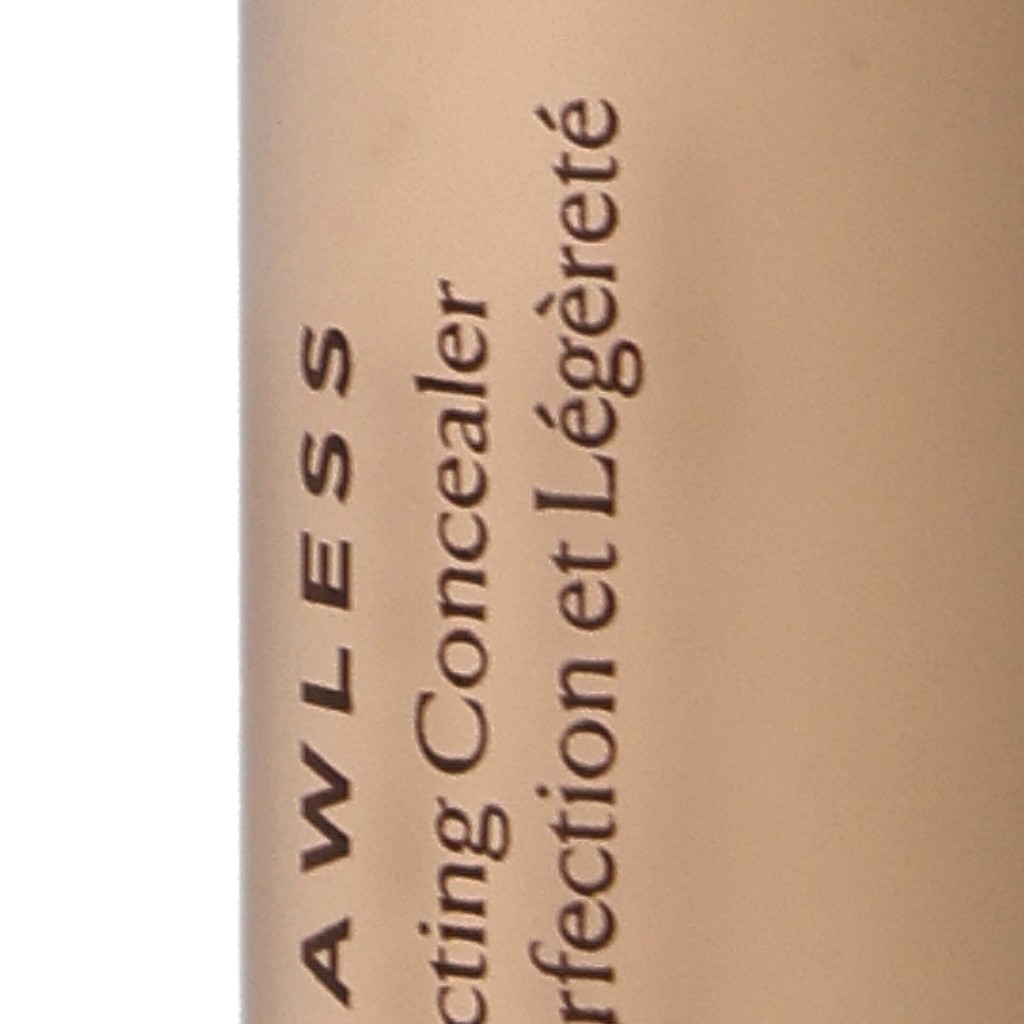 AWLESS
cting Concealer
rfection et Légèreté